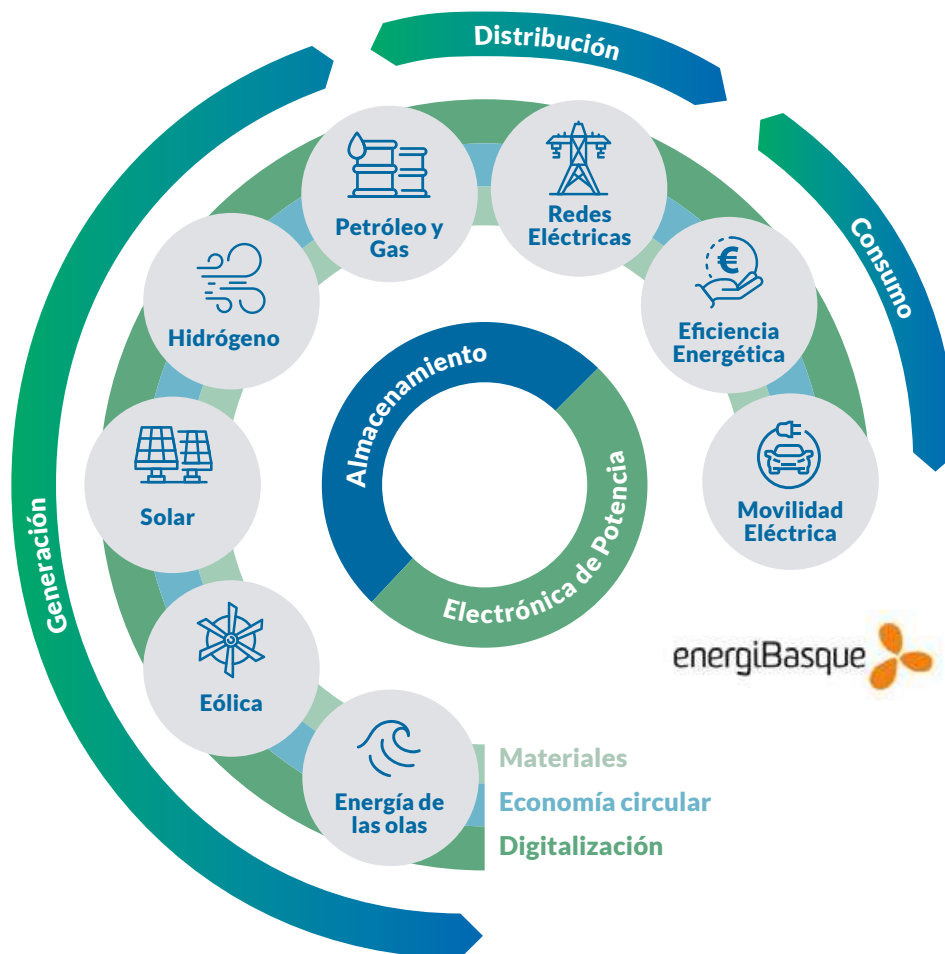 Distribución
Consumo
Generación
Petróleo y
Gas
Redes
Eléctricas
Hidrógeno
Eficiencia
Energética
Solar
Movilidad
Eléctrica
Eólica
Energía de
las olas
Almacenamiento
Electrónica de Potencia
€
energiBasque
Materiales
Economía circular
Digitalización